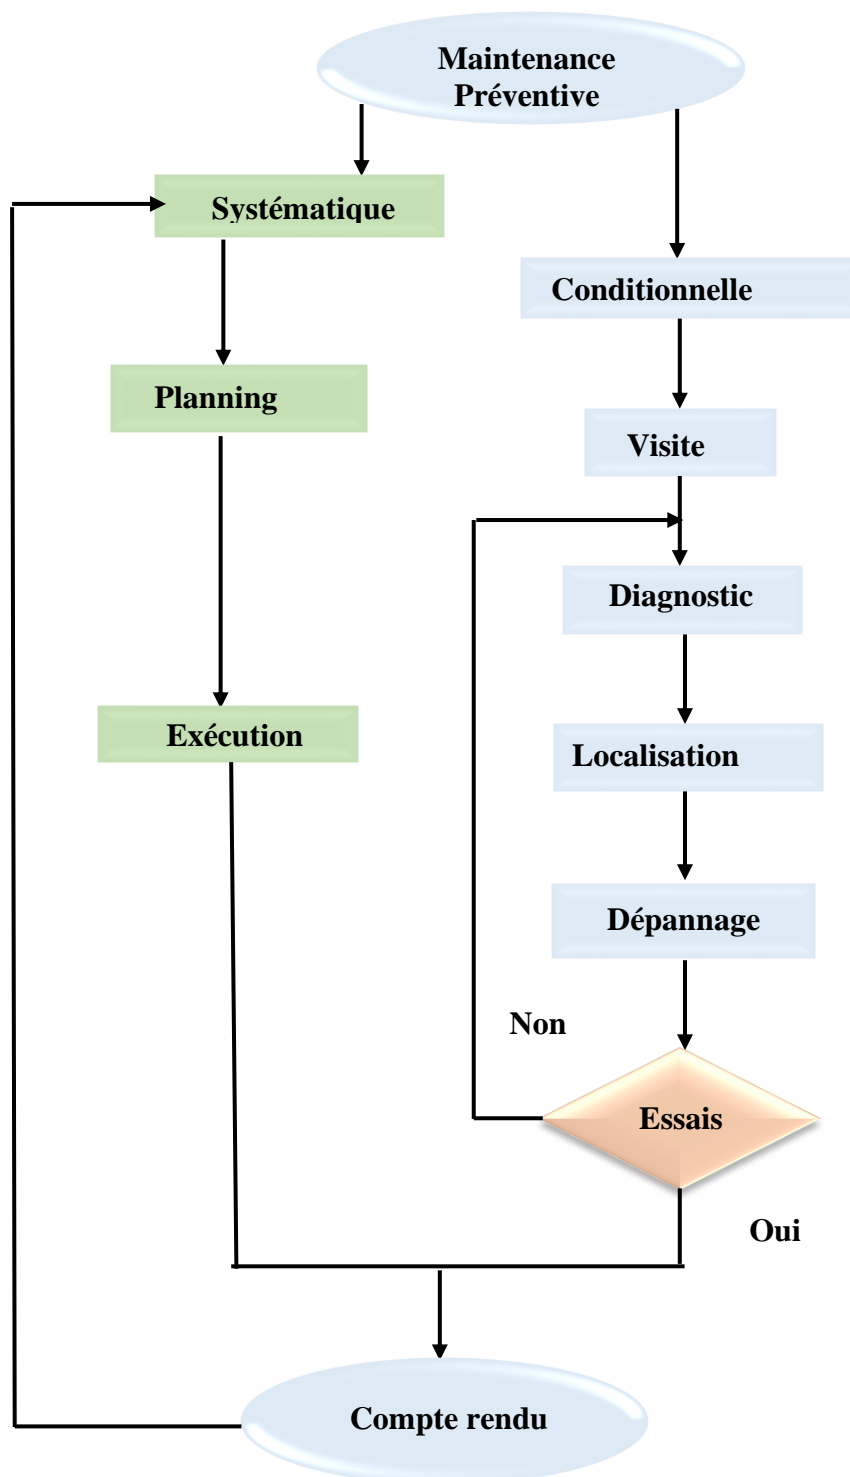 Maintenance
Préventive
Systématique
Conditionnelle
Planning
Visite
Diagnostic
Exécution
Localisation
Dépannage
Non
Essais
Oui
Compte rendu